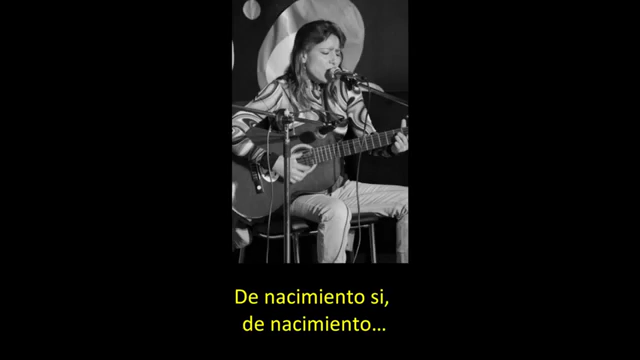 De nacimiento si,
de nacimiento…